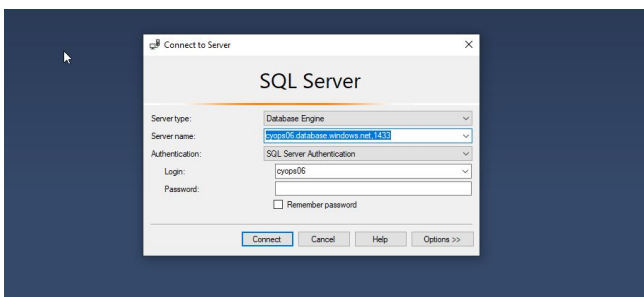 Connect to Server
SQL Server
Server type: Database Engine
Server name: cyops06.database.windows.net,1433
Authentication: SQL Server Authentication
Login: cyops06
Password:
Remember password
Connect Cancel Help Options >>